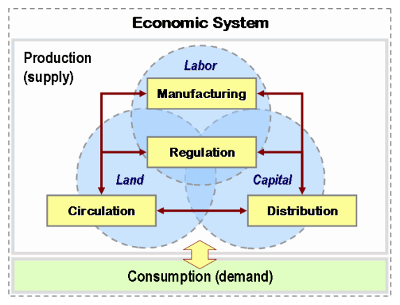 Economic System
Production
(supply)
Labor
Manufacturing
Regulation
Land
Capital
Circulation
Distribution
Consumption (demand)